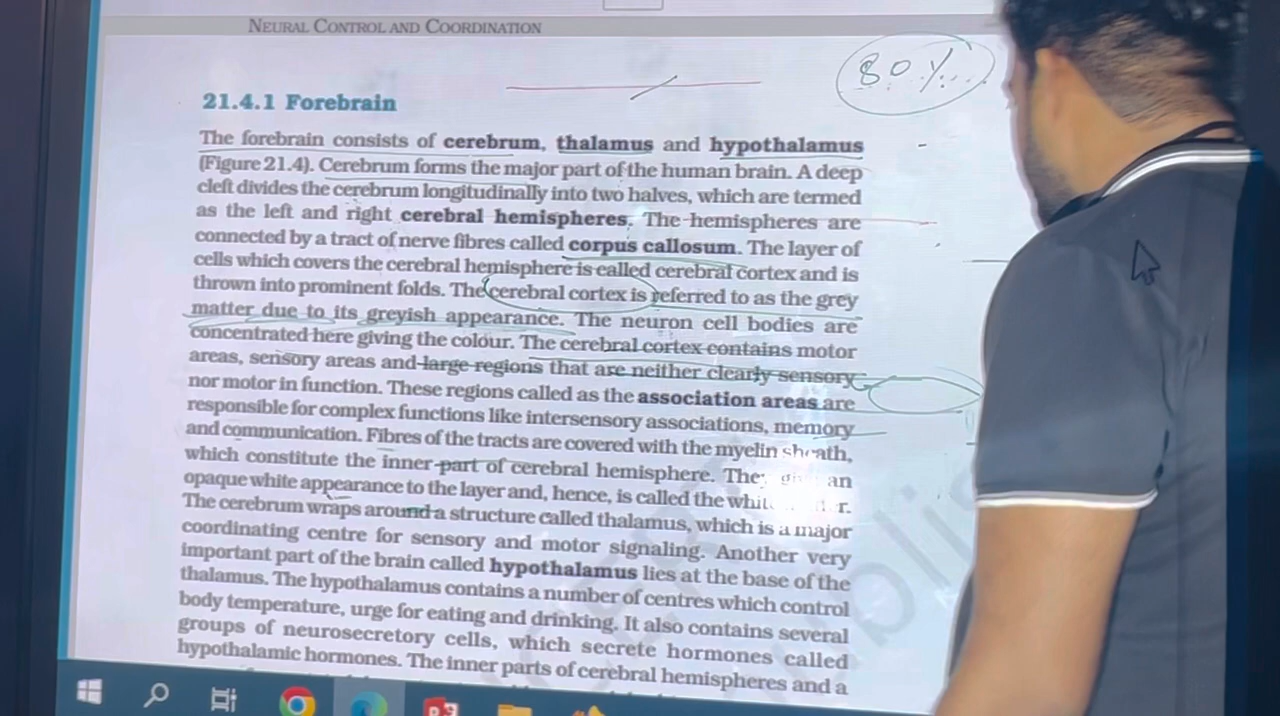 NEURAL CONTROL AND COORDINATION
80%
21.4.1 Forebrain
The forebrain consists of cerebrum, thalamus and hypothalamus
(Figure 21.4). Cerebrum forms the major part of the human brain. A deep
cleft divides the cerebrum longitudinally into two halves, which are termed
as the left and right cerebral hemispheres. The hemispheres are
connected by a tract of nerve fibres called corpus callosum. The layer of
cells which covers the cerebral hemisphere is called cerebral cortex and is
thrown into prominent folds. The cerebral cortex is referred to as the grey
matter due to its greyish appearance. The neuron cell bodies are
concentrated here giving the colour. The cerebral cortex contains motor
areas, sensory areas and large regions that are neither clearly sensory
nor motor in function. These regions called as the association areas are
responsible for complex functions like intersensory associations, memory
and communication. Fibres of the tracts are covered with the myelin sheath,
which constitute the inner part of cerebral hemisphere. They an
opaque white appearance to the layer and, hence, is called the
The cerebrum wraps around a structure called thalamus, which is a major
coordinating centre for sensory and motor signaling. Another very
important part of the brain called hypothalamus lies at the base of the
thalamus. The hypothalamus contains a number of centres which control
body temperature, urge for eating and drinking. It also contains several
groups of neurosecretory cells, which secrete hormones called
hypothalamic hormones. The inner parts of cerebral hemispheres and a